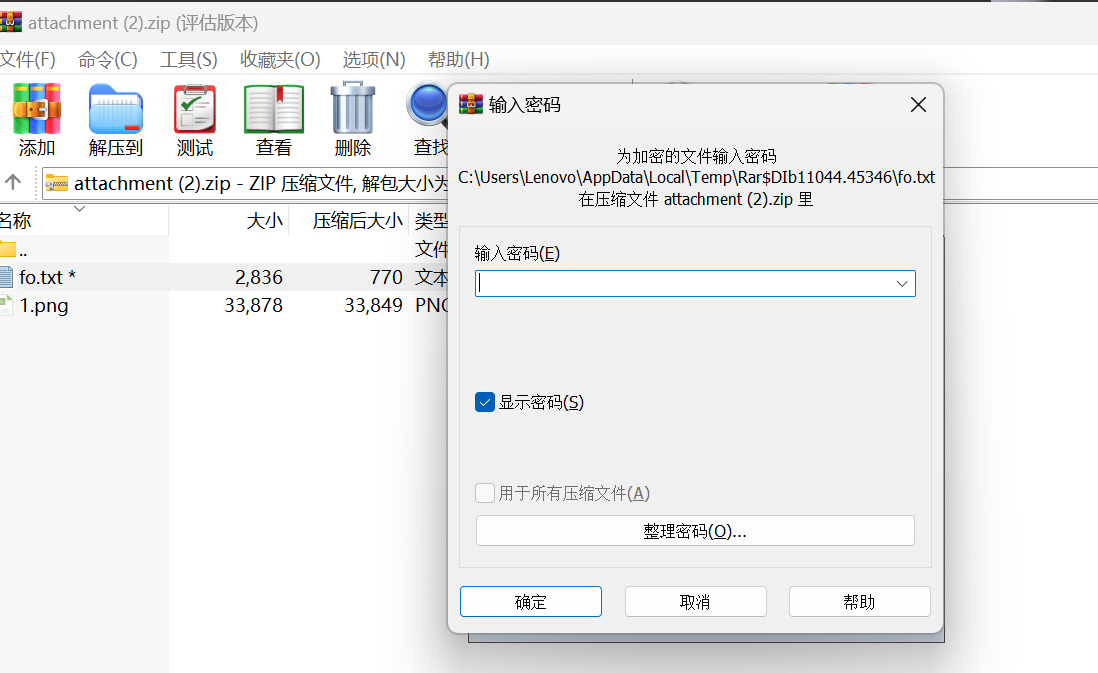 attachment (2).zip (评估版本)
文件(F) 命令(C) 工具(S) 收藏夹(O) 选项(N) 帮助(H)
添加 解压到 测试 查看 删除 查找
attachment (2).zip - ZIP 压缩文件, 解包大小为
名称 大小 压缩后大小 类型
.. 文件
fo.txt * 2,836 770 文本
1.png 33,878 33,849 PNG
输入密码
为加密的文件输入密码
C:\Users\Lenovo\AppData\Local\Temp\Rar$DIb11044.45346\fo.txt
在压缩文件 attachment (2).zip 里
输入密码(E)
显示密码(S)
用于所有压缩文件(A)
整理密码(O)...
确定 取消 帮助